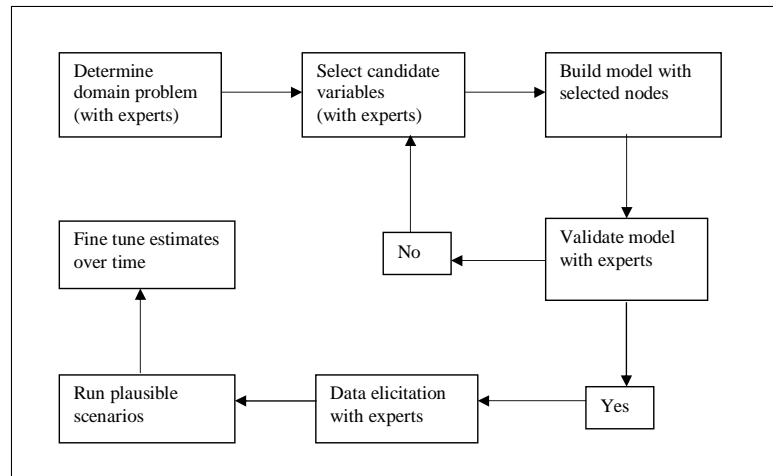 Determine
domain problem
(with experts)
Select candidate
variables
(with experts)
Build model with
selected nodes
Validate model
with experts
No
Yes
Data elicitation
with experts
Run plausible
scenarios
Fine tune estimates
over time